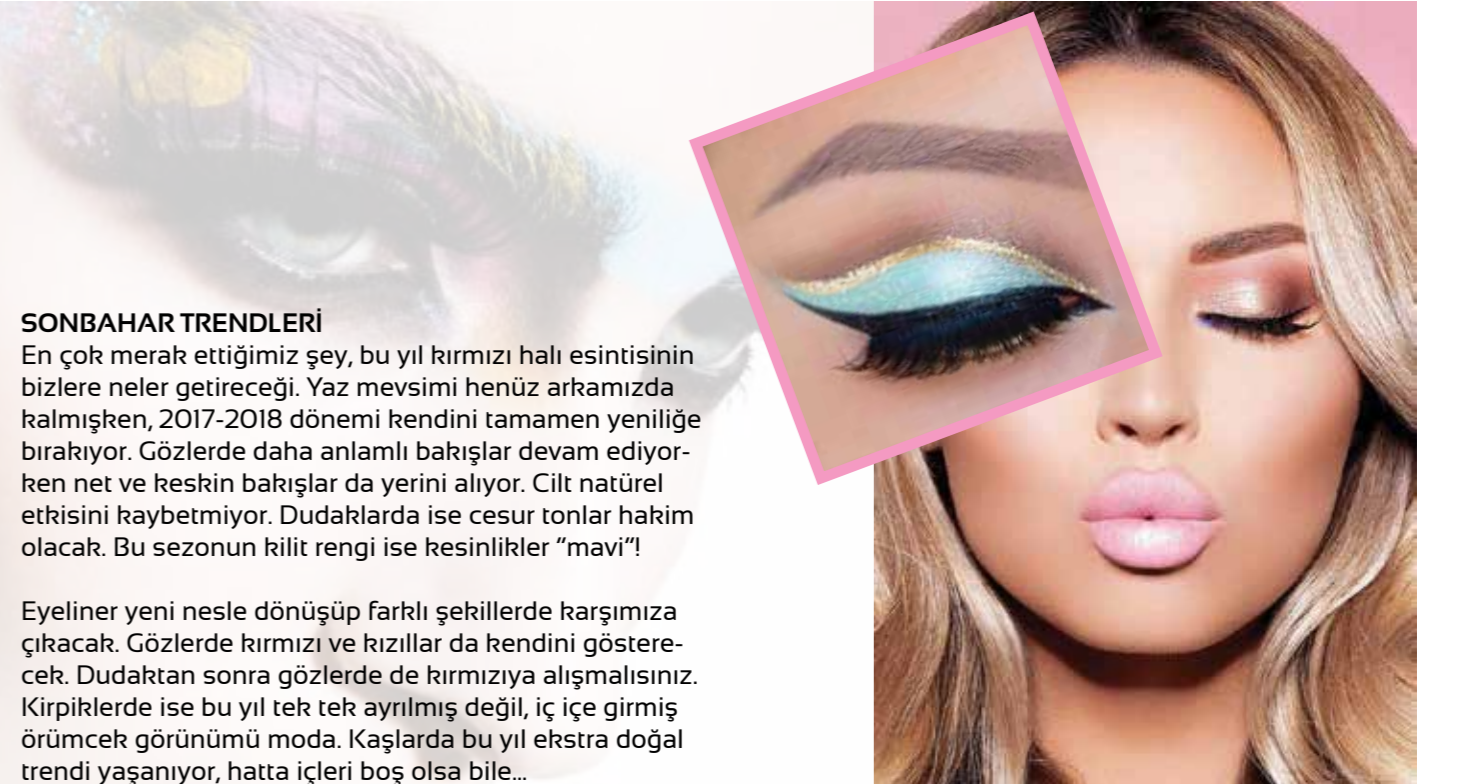 SONBAHAR TRENDLERİ
En çok merak ettiğimiz şey, bu yıl kırmızı halı esintisinin
bizlere neler getireceği. Yaz mevsimi henüz arkamızda
kalmışken, 2017-2018 dönemi kendini tamamen yeniliğe
bırakıyor. Gözlerde daha anlamlı bakışlar devam ediyor-
ken net ve keskin bakışlar da yerini alıyor. Cilt natürel
etkisini kaybetmiyor. Dudaklarda ise cesur tonlar hakim
olacak. Bu sezonun kilit rengi ise kesinlikler “mavi”!
Eyeliner yeni nesle dönüşüp farklı şekillerde karşımıza
çıkacak. Gözlerde kırmızı ve kızıllar da kendini göstere-
cek. Dudaktan sonra gözlerde de kırmızıya alışmalısınız.
Kirpiklerde ise bu yıl tek tek ayrılmış değil, iç içe girmiş
örümcek görünümü moda. Kaşlarda bu yıl ekstra doğal
trendi yaşanıyor, hatta içleri boş olsa bile...